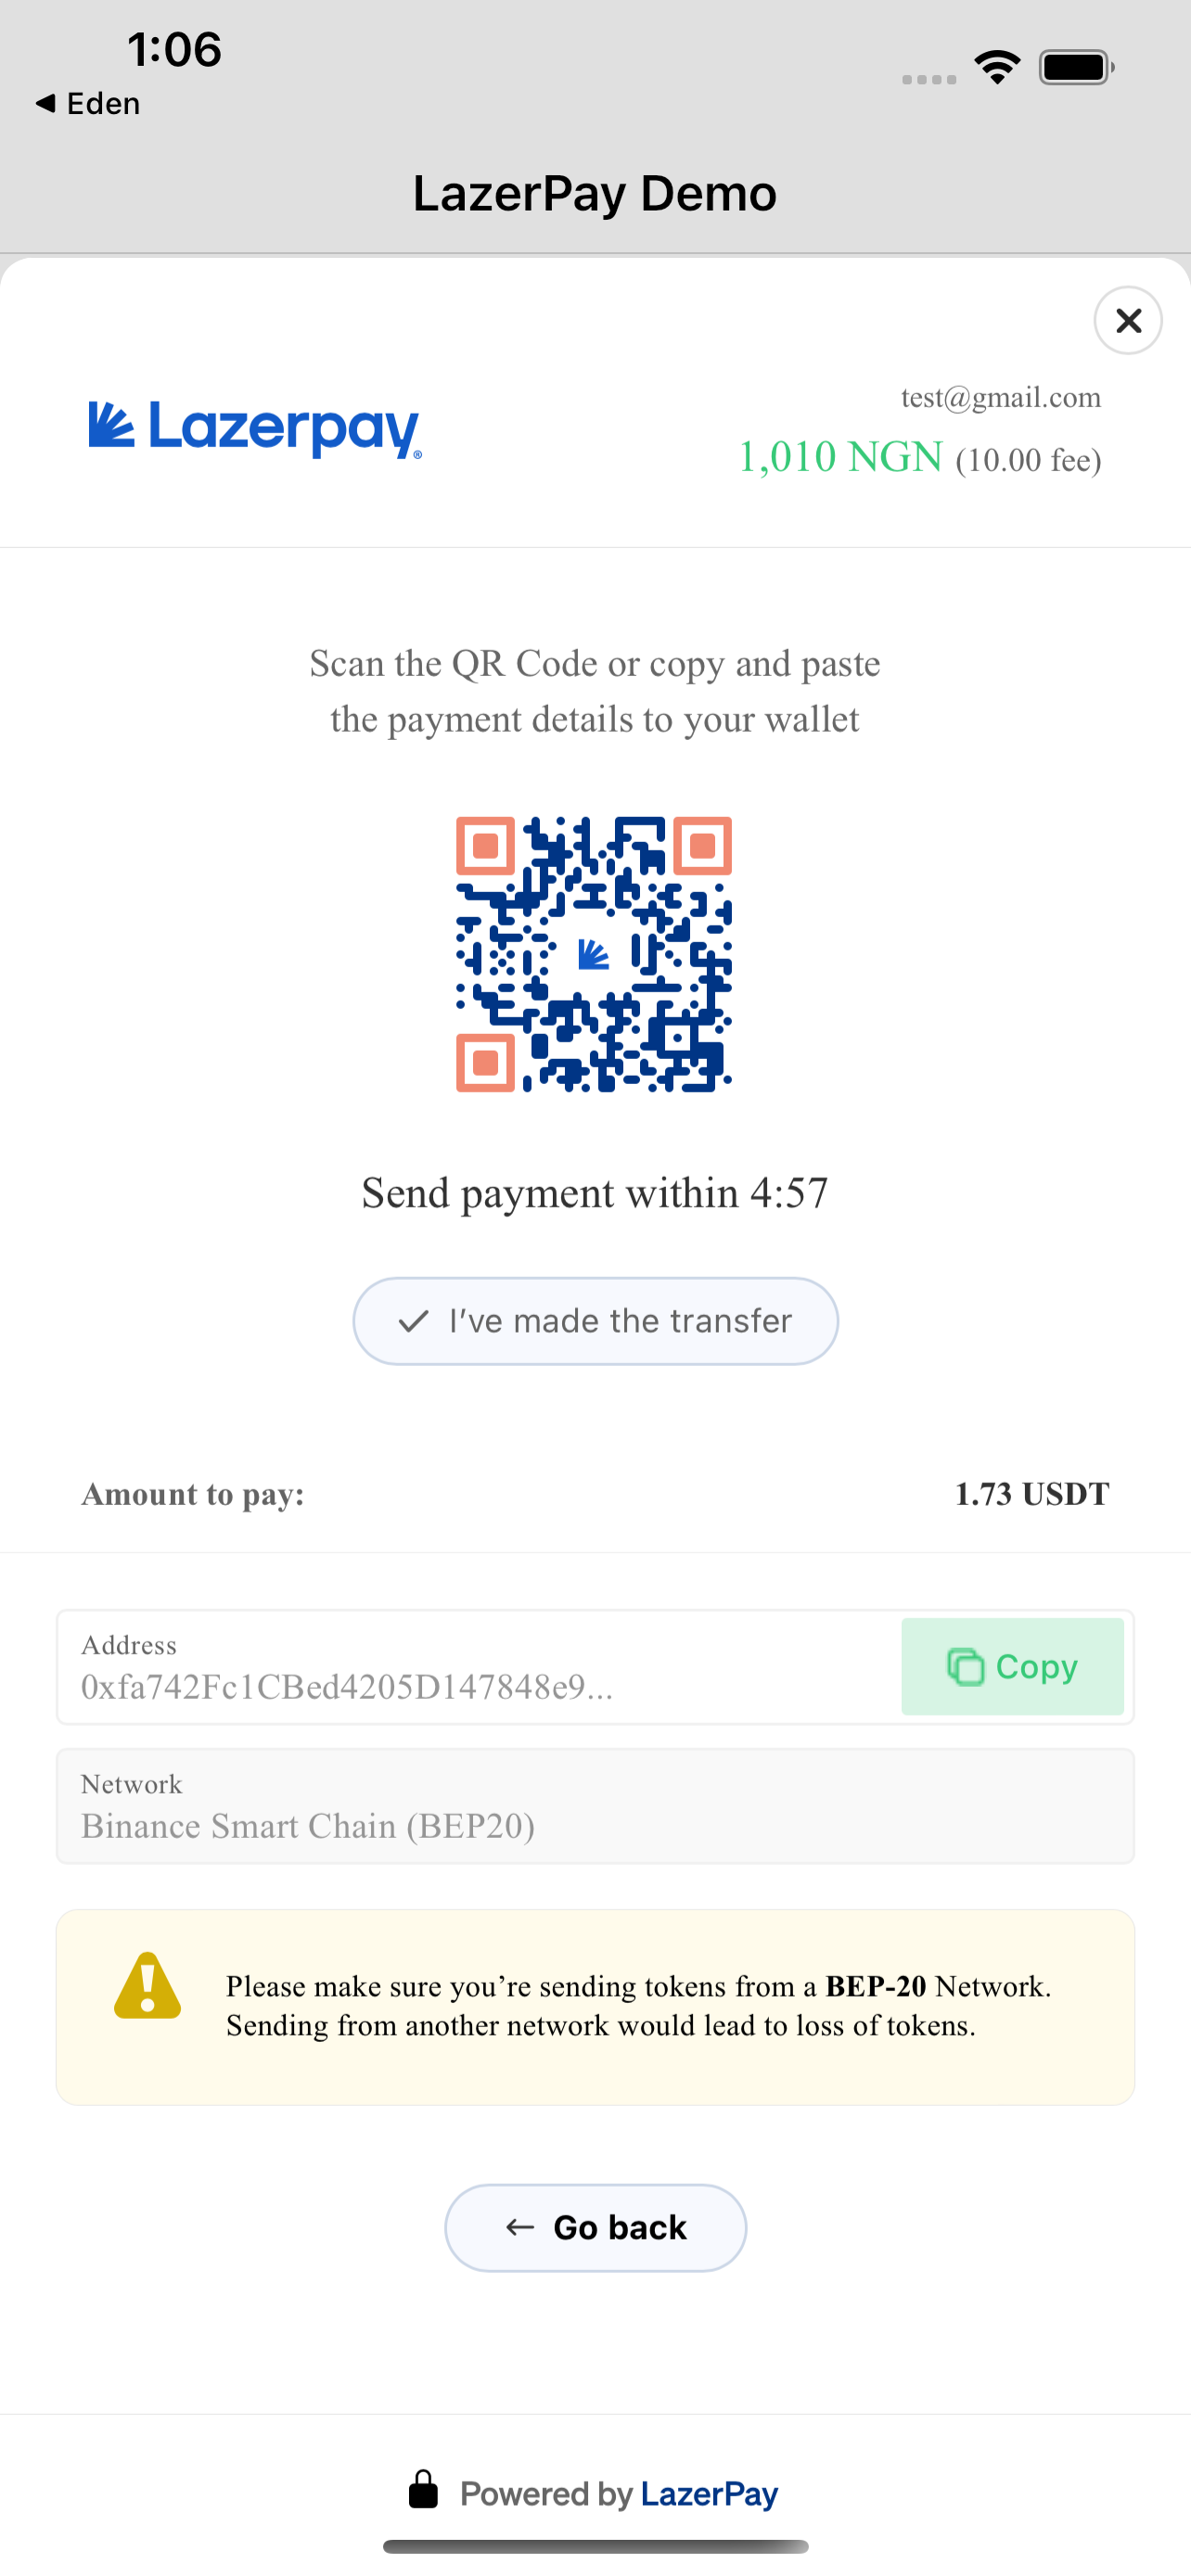 1:06
◀ Eden
LazerPay Demo
Lazerpay®
test@gmail.com
1,010 NGN (10.00 fee)
Scan the QR Code or copy and paste
the payment details to your wallet
Send payment within 4:57
I’ve made the transfer
Amount to pay: 1.73 USDT
Address
0xfa742Fc1CBed4205D147848e9...
Copy
Network
Binance Smart Chain (BEP20)
Please make sure you’re sending tokens from a BEP-20 Network.
Sending from another network would lead to loss of tokens.
← Go back
Powered by LazerPay